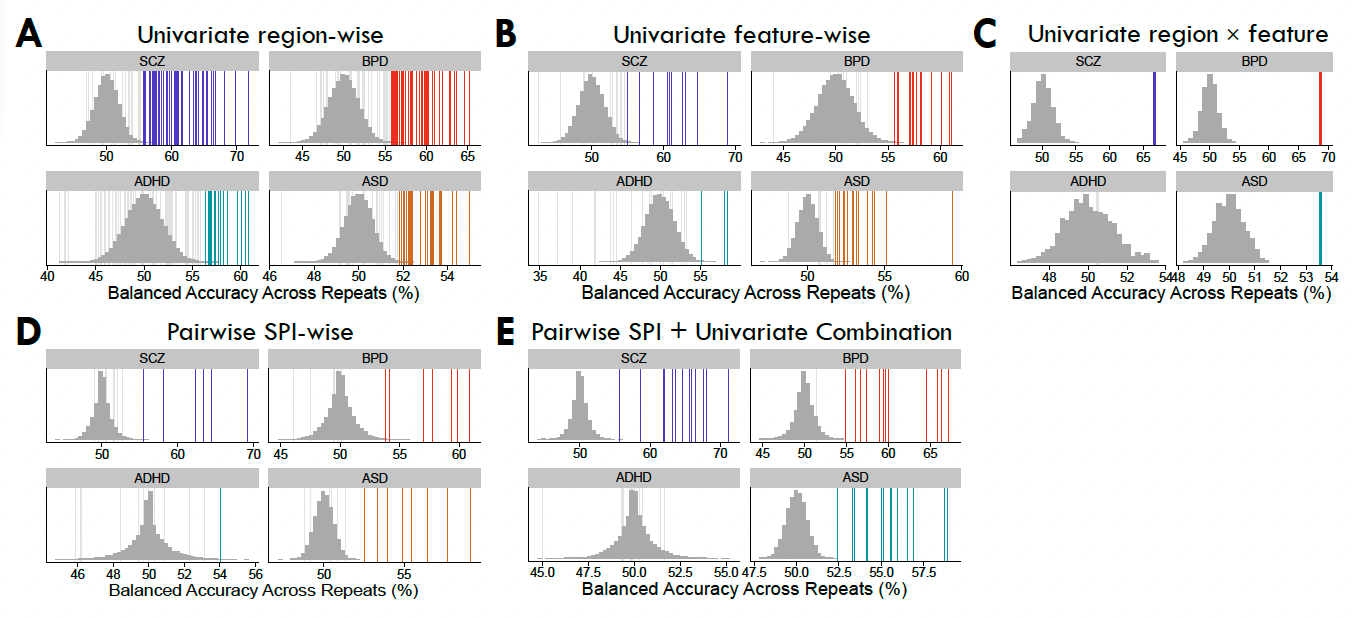 A Univariate region-wise
SCZ BPD
50 60 70 45 50 55 60 65
ADHD ASD
40 45 50 55 60 46 48 50 52 54
Balanced Accuracy Across Repeats (%)
B Univariate feature-wise
SCZ BPD
50 60 70 45 50 55 60
ADHD ASD
35 40 45 50 55 50 55 60
Balanced Accuracy Across Repeats (%)
C Univariate region × feature
SCZ BPD
50 55 60 65 45 50 55 60 65 70
ADHD ASD
48 50 52 54 48 49 50 51 52 53 54
Balanced Accuracy Across Repeats (%)
D Pairwise SPI-wise
SCZ BPD
50 60 70 45 50 55 60
ADHD ASD
46 48 50 52 54 56 50 55
Balanced Accuracy Across Repeats (%)
E Pairwise SPI + Univariate Combination
SCZ BPD
50 60 70 45 50 55 60 65
ADHD ASD
45.0 47.5 50.0 52.5 55.0 47.5 50.0 52.5 55.0 57.5
Balanced Accuracy Across Repeats (%)